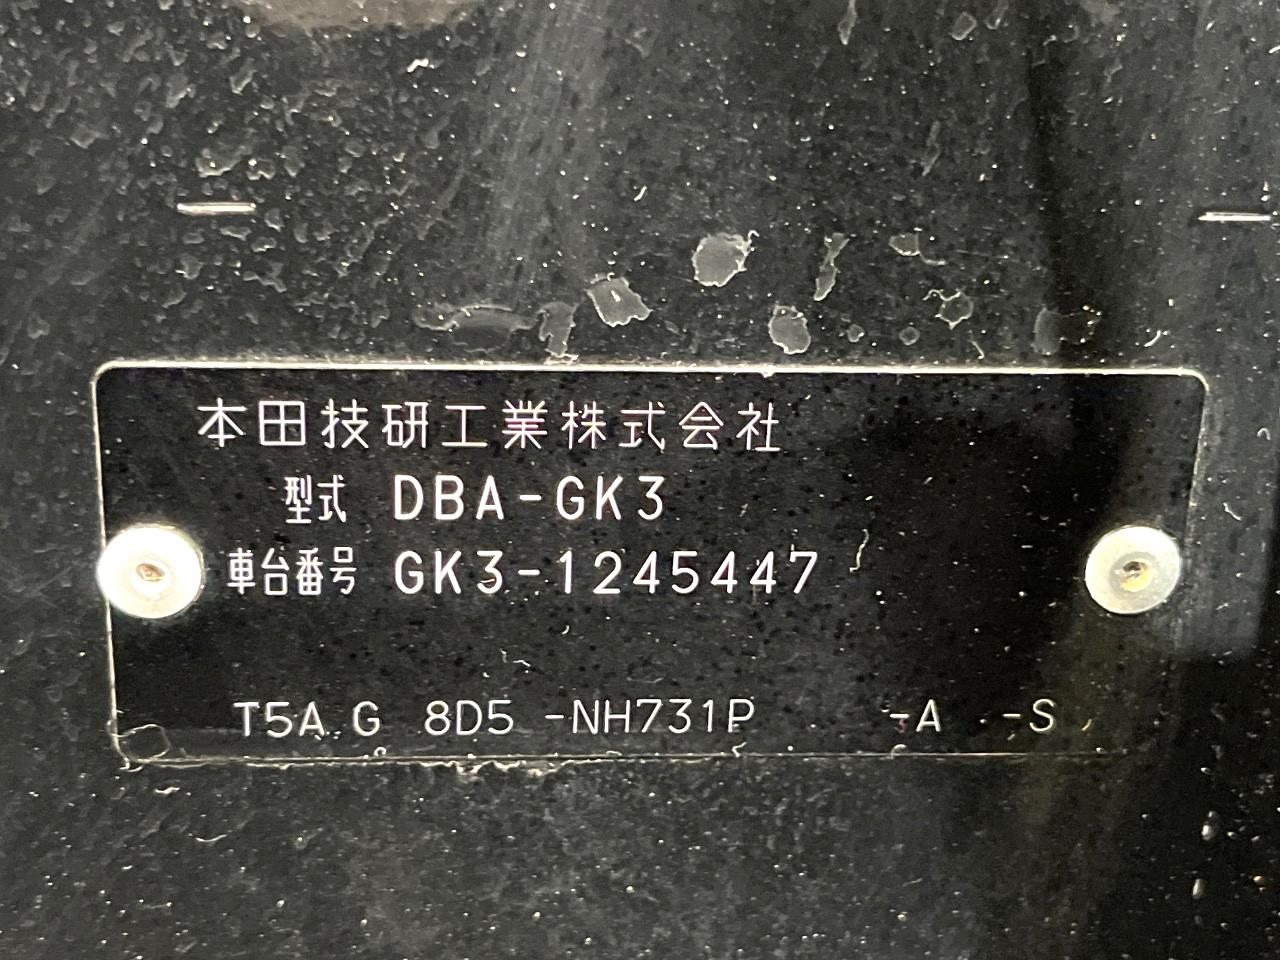 本田技研工業株式会社
型式 DBA-GK3
車台番号 GK3-1245447
T5A G 8D5 -NH731P -A -S